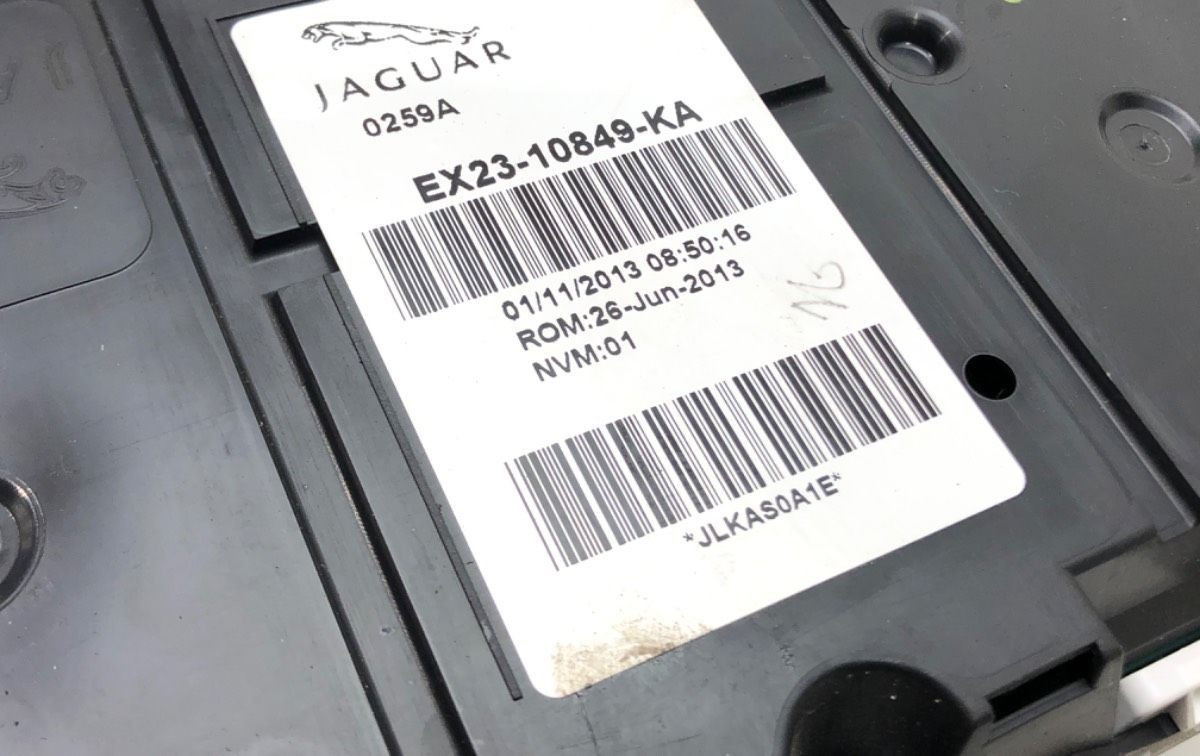 JAGUAR
0259A
EX23-10849-KA
01/11/2013 08:50:16
ROM:26-Jun-2013
NVM:01
*JLKAS0A1E*